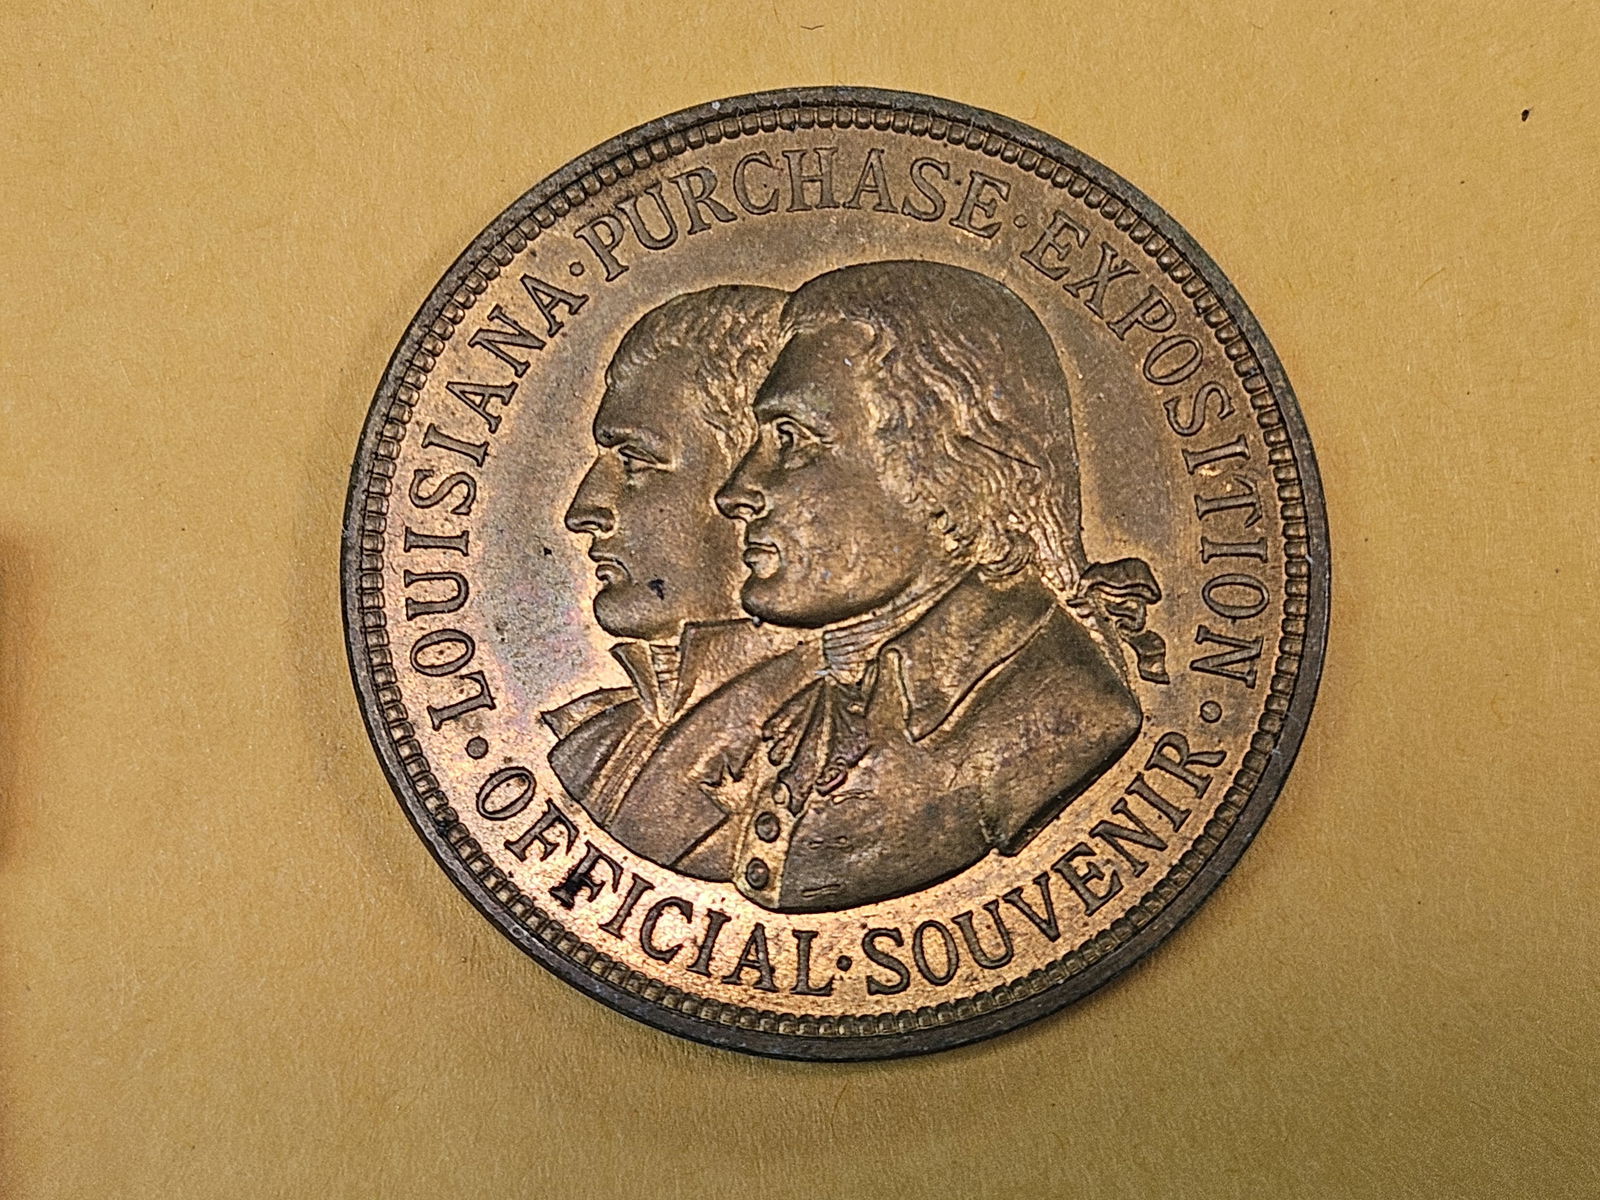 ·LOUISIANA·PURCHASE·EXPOSITION·
OFFICIAL·SOUVENIR